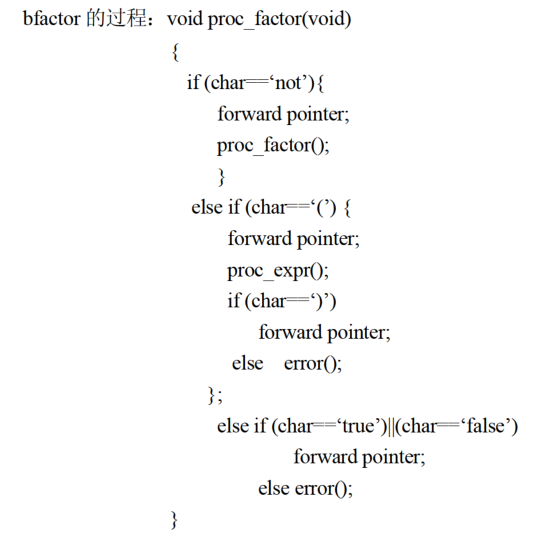 bfactor 的过程：void proc_factor(void)
{
if (char==‘not’){
forward pointer;
proc_factor();
}
else if (char==‘(’) {
forward pointer;
proc_expr();
if (char==‘)’)
forward pointer;
else error();
};
else if (char==‘true’)||(char==‘false’)
forward pointer;
else error();
}